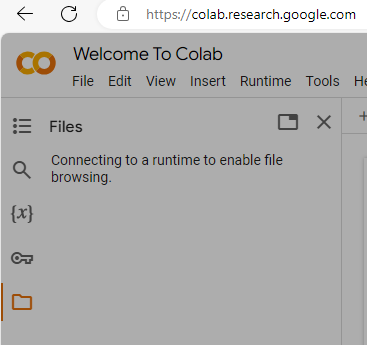 https://colab.research.google.com
Welcome To Colab
File Edit View Insert Runtime Tools He
Files
Connecting to a runtime to enable file
browsing.
{x}